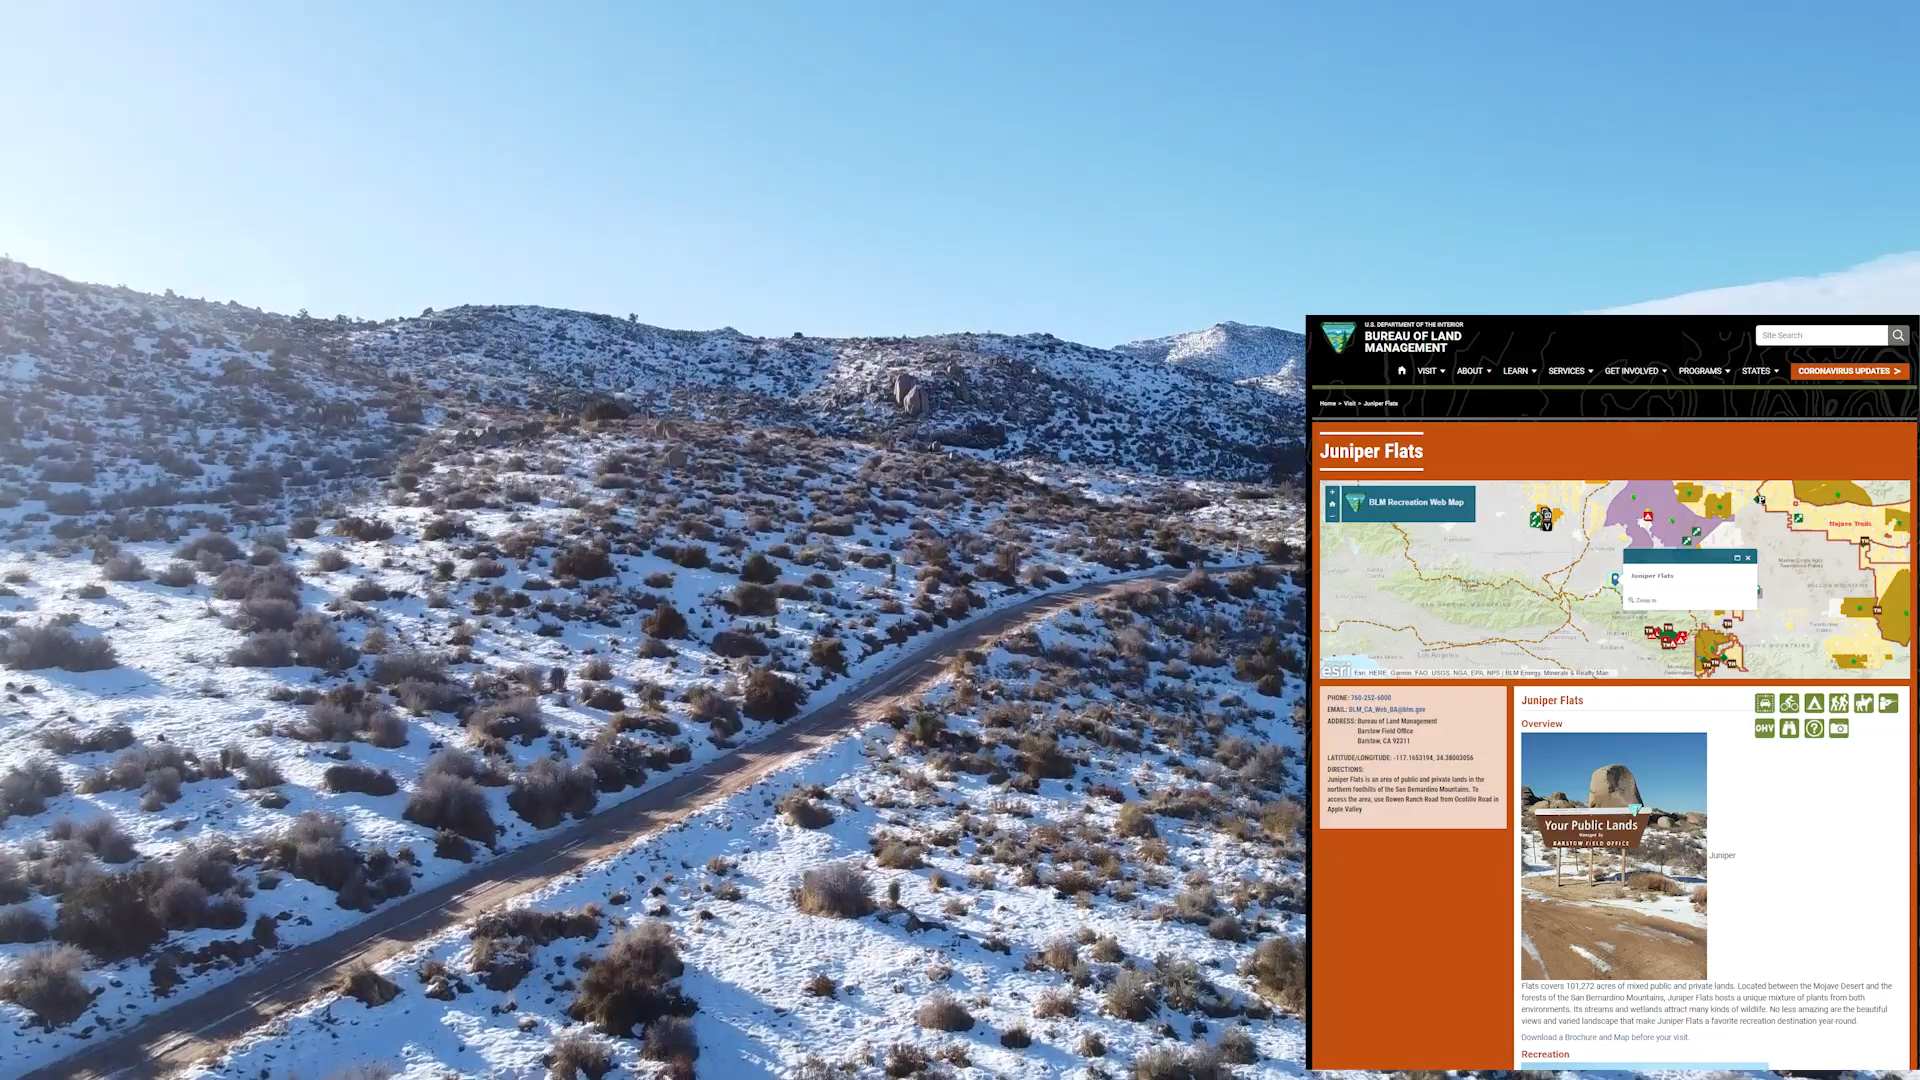 U.S. DEPARTMENT OF THE INTERIOR
BUREAU OF LAND
MANAGEMENT
Site Search
VISIT
ABOUT
LEARN
SERVICES
GET INVOLVED
PROGRAMS
STATES
CORONAVIRUS UPDATES >
Home > Visit > Juniper Flats
Juniper Flats
BLM Recreation Web Map
Mojave Trails
Juniper Flats
Zoom to
Los Angeles
esri
Esri, HERE, Garmin, FAO, USGS, NGA, EPA, NPS | BLM Energy, Minerals & Realty Man
PHONE: 760-252-6000
EMAIL: BLM_CA_Web_BA@blm.gov
ADDRESS: Bureau of Land Management
Barstow Field Office
Barstow, CA 92311
LATITUDE/LONGITUDE: -117.1653194, 34.38003056
DIRECTIONS:
Juniper Flats is an area of public and private lands in the
northern foothills of the San Bernardino Mountains. To
access the area, use Bowen Ranch Road from Ocotillo Road in
Apple Valley
Juniper Flats
OHV
Overview
Your Public Lands
Managed by
BARSTOW FIELD OFFICE
Juniper
Flats covers 101,272 acres of mixed public and private lands. Located between the Mojave Desert and the
forests of the San Bernardino Mountains, Juniper Flats hosts a unique mixture of plants from both
environments. Its streams and wetlands attract many kinds of wildlife. No less amazing are the beautiful
views and varied landscape that make Juniper Flats a favorite recreation destination year-round.
Download a Brochure and Map before your visit.
Recreation